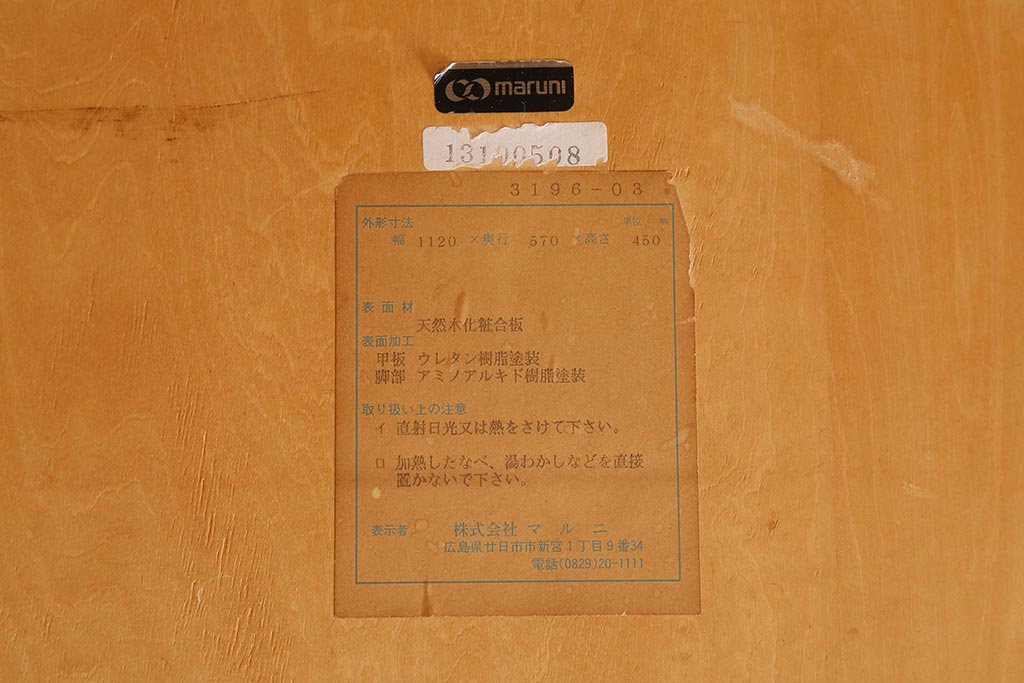 maruni
13100508
3196-03
外形寸法 単位 ㎜
幅 1120 ×奥行 570 ×高さ 450
表面材
天然木化粧合板
表面加工
甲板 ウレタン樹脂塗装
脚部 アミノアルキド樹脂塗装
取り扱い上の注意
イ 直射日光又は熱をさけて下さい。
ロ 加熱したなべ、湯わかしなどを直接
置かないで下さい。
表示者 株式会社 マルニ
広島県廿日市市新宮1丁目9番34
電話(0829)20-1111